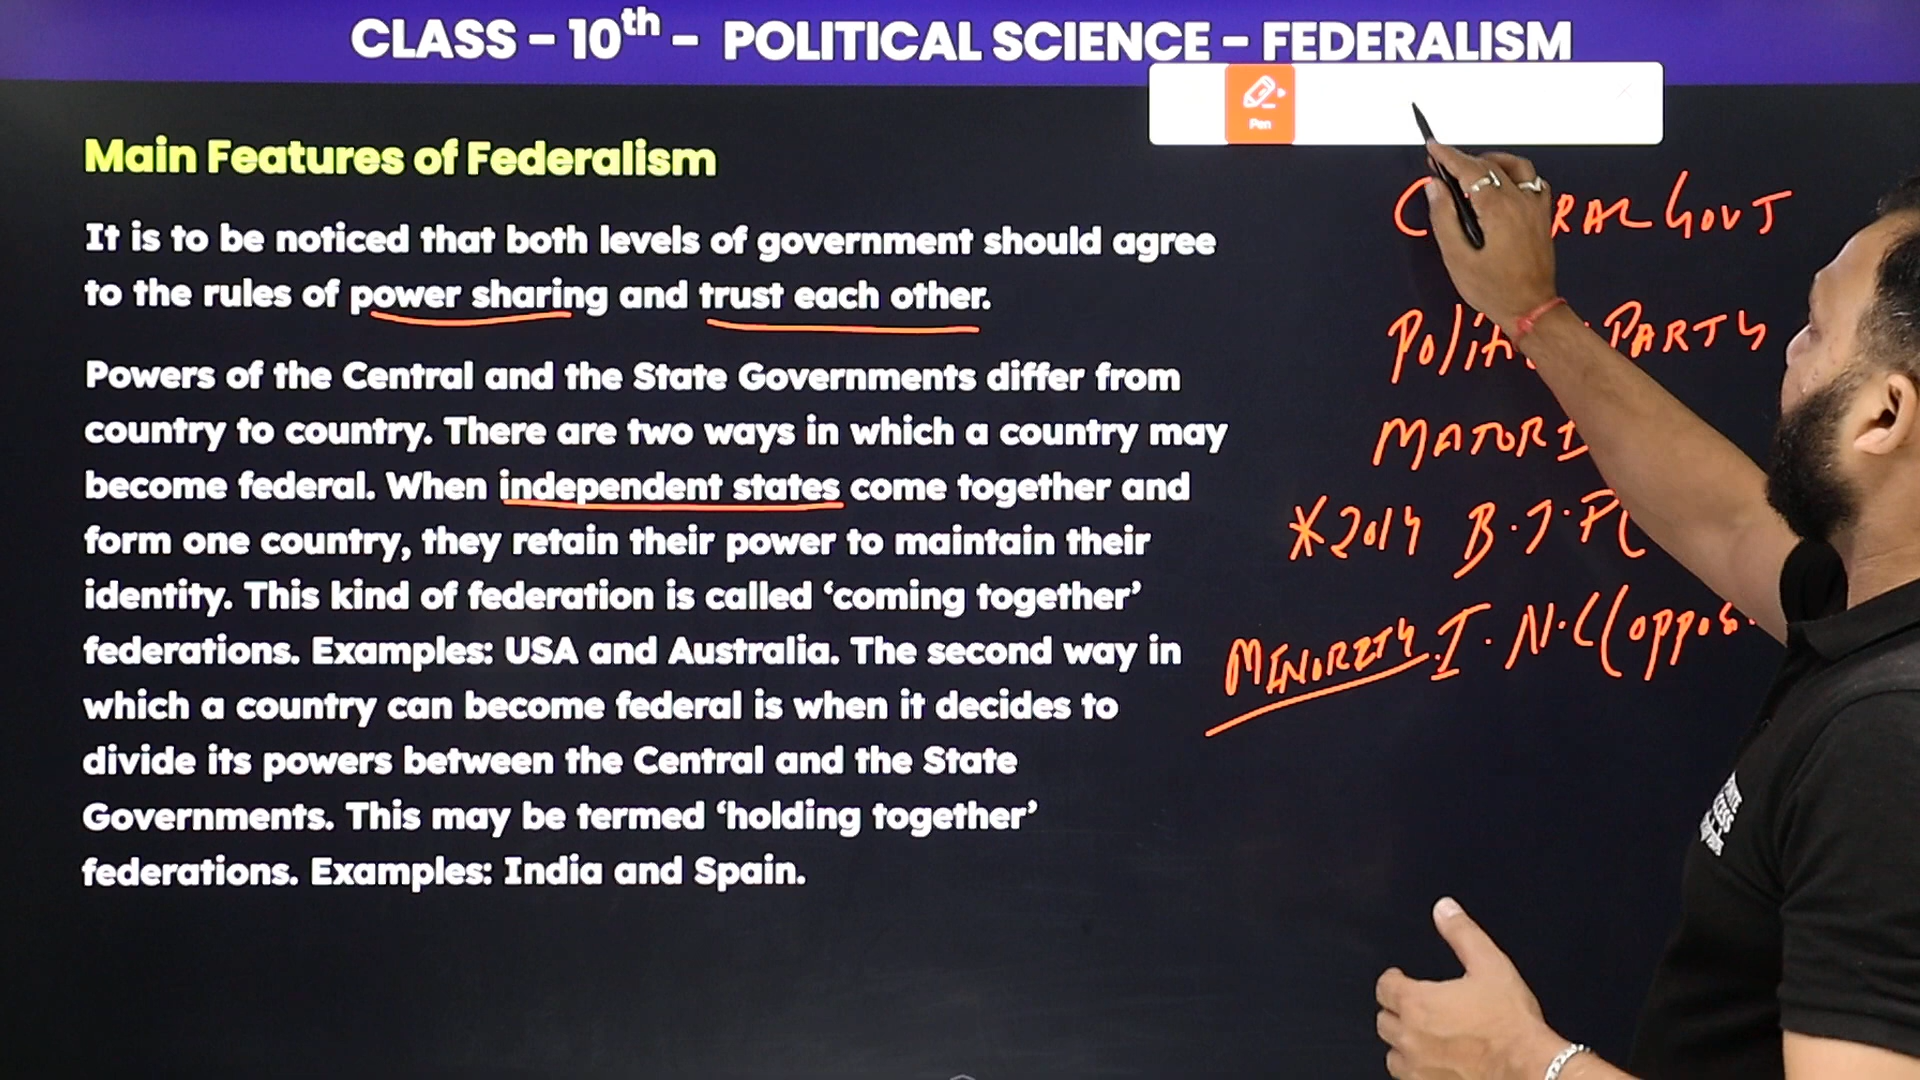 CLASS - 10th - POLITICAL SCIENCE - FEDERALISM
Pen
Main Features of Federalism
It is to be noticed that both levels of government should agree
to the rules of power sharing and trust each other.
Powers of the Central and the State Governments differ from
country to country. There are two ways in which a country may
become federal. When independent states come together and
form one country, they retain their power to maintain their
identity. This kind of federation is called ‘coming together’
federations. Examples: USA and Australia. The second way in
which a country can become federal is when it decides to
divide its powers between the Central and the State
Governments. This may be termed ‘holding together’
federations. Examples: India and Spain.
GOVT
PARTY
*2014 B.J.P(
MINORITY I.N.C(